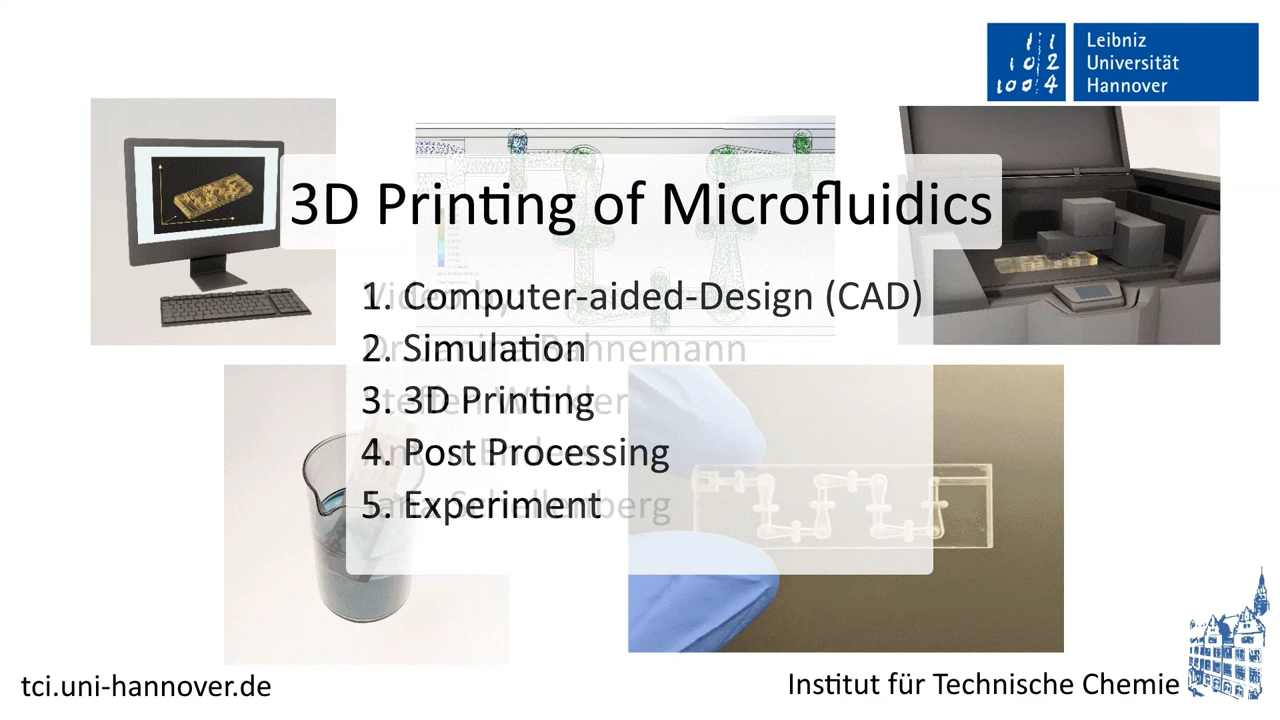 Leibniz
Universität
Hannover
3D Printing of Microfluidics
1. Computer-aided-Design (CAD)
2. Simulation
3. 3D Printing
4. Post Processing
5. Experiment
tci.uni-hannover.de
Institut für Technische Chemie